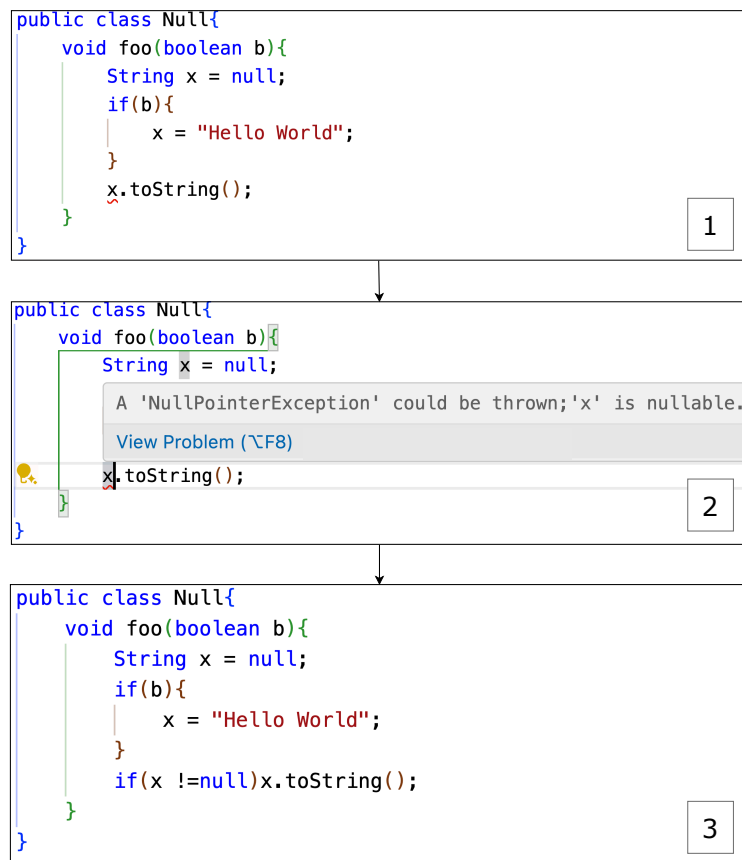 public class Null{
void foo(boolean b){
String x = null;
if(b){
x = "Hello World";
}
x.toString();
}
}
1
public class Null{
void foo(boolean b){
String x = null;
A 'NullPointerException' could be thrown;'x' is nullable.
View Problem (⌥F8)
x.toString();
}
}
2
public class Null{
void foo(boolean b){
String x = null;
if(b){
x = "Hello World";
}
if(x !=null)x.toString();
}
}
3